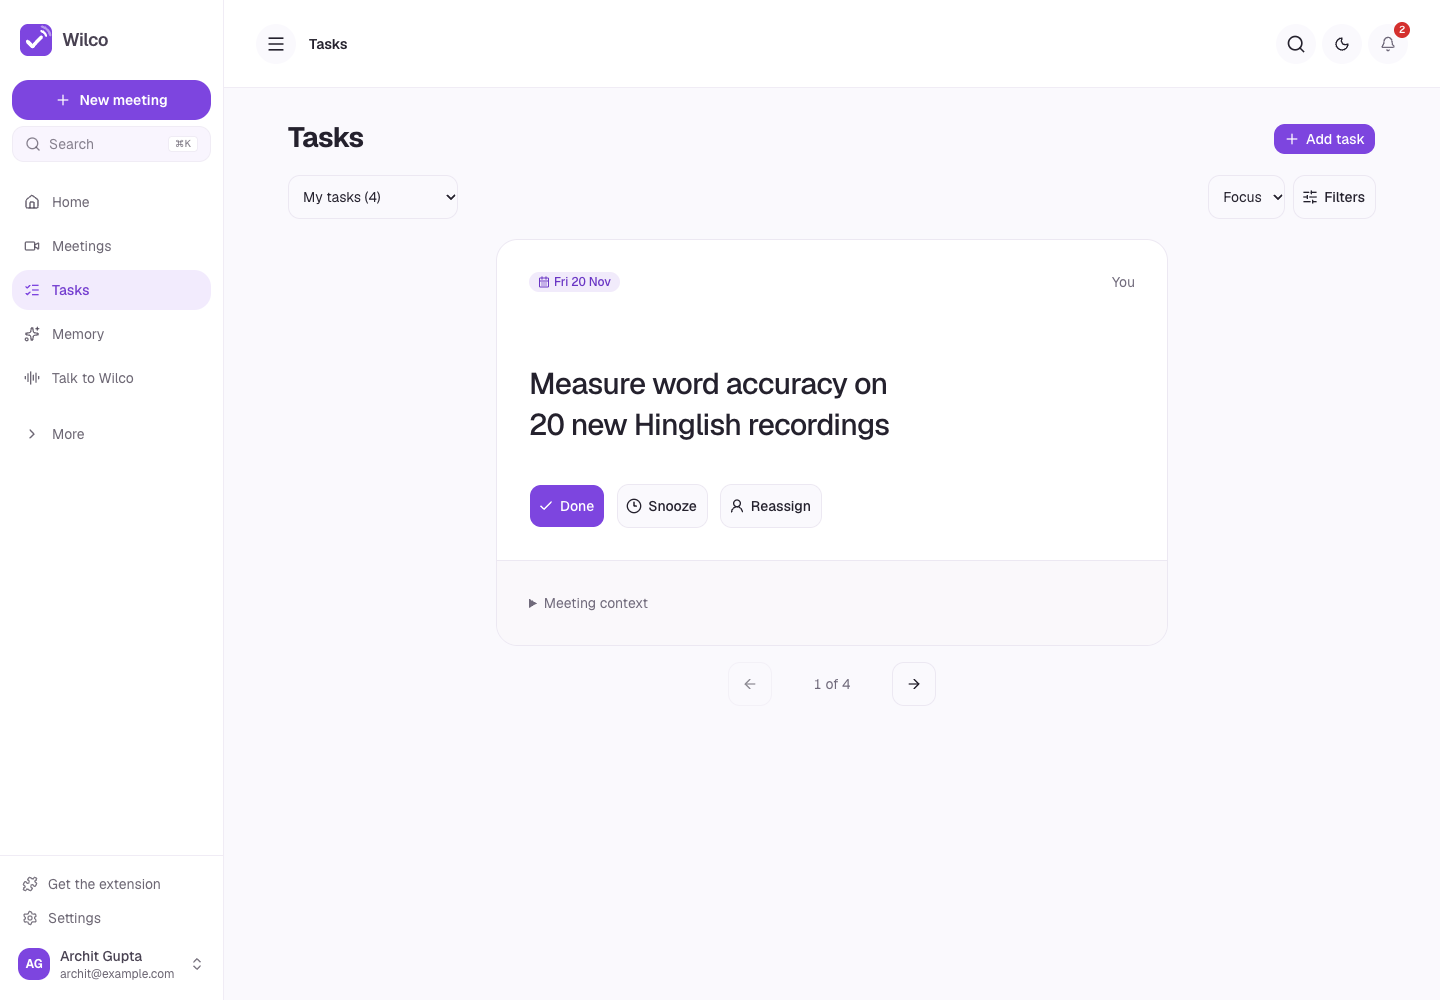 Wilco
New meeting
Search ⌘K
Home
Meetings
Tasks
Memory
Talk to Wilco
More
Get the extension
Settings
AG
Archit Gupta
archit@example.com
Tasks
2
Tasks
Add task
My tasks (4)
Focus
Filters
Fri 20 Nov
You
Measure word accuracy on
20 new Hinglish recordings
Done
Snooze
Reassign
Meeting context
1 of 4